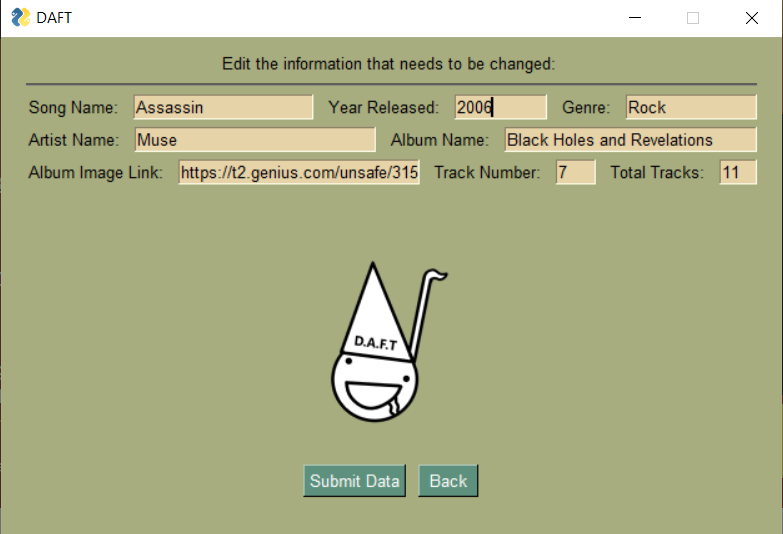 DAFT
Edit the information that needs to be changed:
Song Name: Assassin Year Released: 2006 Genre: Rock
Artist Name: Muse Album Name: Black Holes and Revelations
Album Image Link: https://t2.genius.com/unsafe/315 Track Number: 7 Total Tracks: 11
D.A.F.T
Submit Data Back